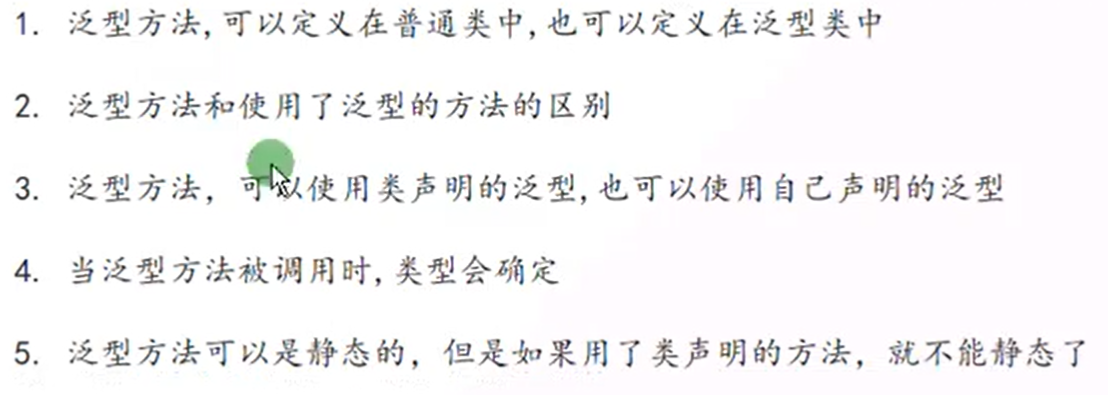 1. 泛型方法,可以定义在普通类中,也可以定义在泛型类中
2. 泛型方法和使用了泛型的方法的区别
3. 泛型方法，可以使用类声明的泛型,也可以使用自己声明的泛型
4. 当泛型方法被调用时,类型会确定
5. 泛型方法可以是静态的，但是如果用了类声明的方法，就不能静态了